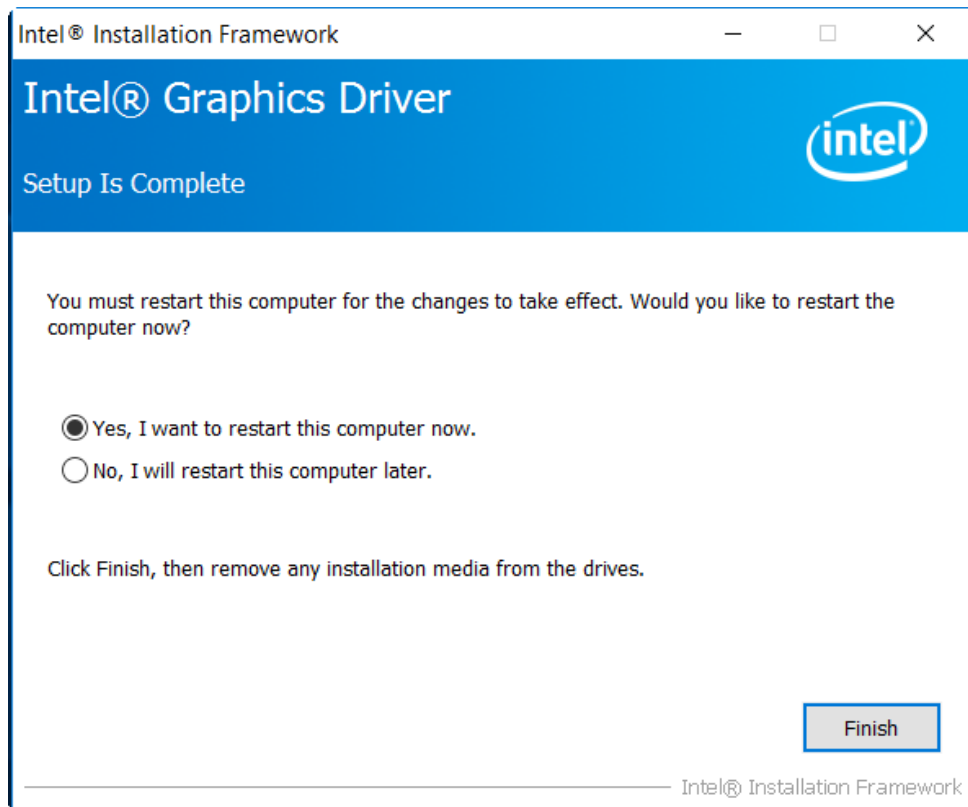 Intel® Installation Framework
Intel® Graphics Driver
intel
Setup Is Complete
You must restart this computer for the changes to take effect. Would you like to restart the
computer now?
Yes, I want to restart this computer now.
No, I will restart this computer later.
Click Finish, then remove any installation media from the drives.
Finish
Intel® Installation Framework